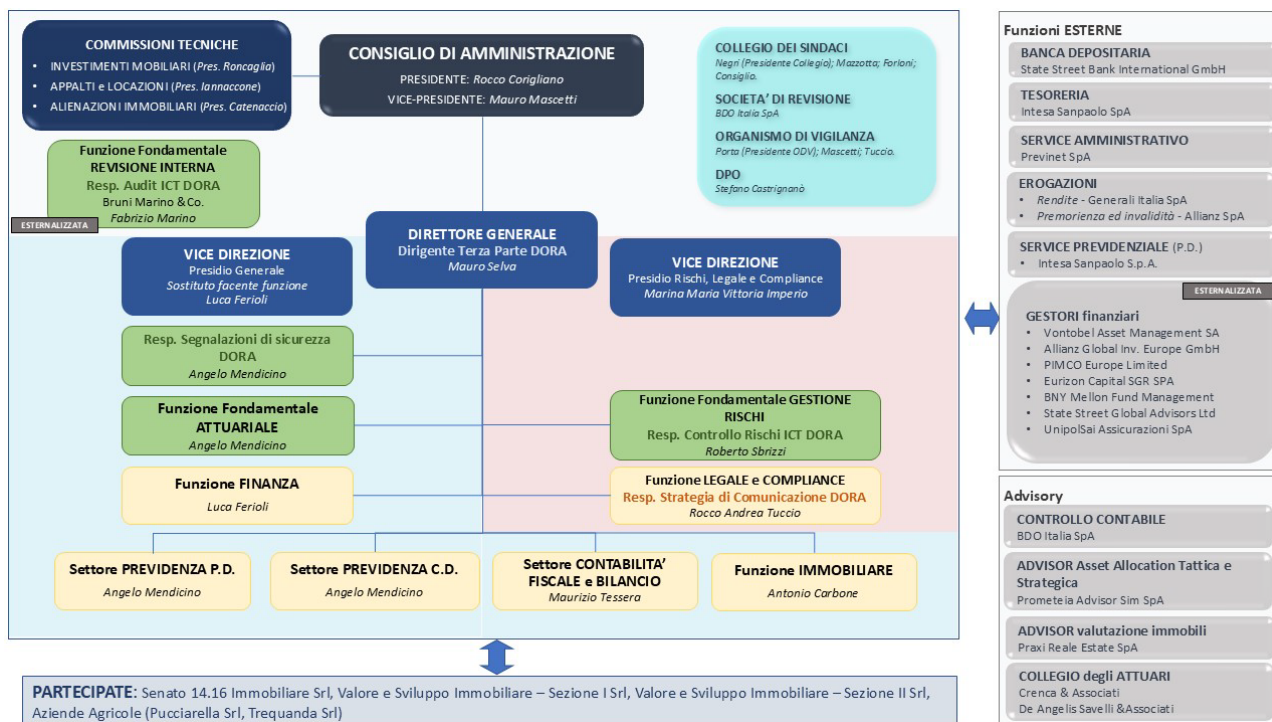 COMMISSIONI TECNICHE
• INVESTIMENTI MOBILIARI (Pres. Roncaglia)
• APPALTI e LOCAZIONI (Pres. Iannaccone)
• ALIENAZIONI IMMOBILIARI (Pres. Catenaccio)
CONSIGLIO DI AMMINISTRAZIONE
PRESIDENTE: Rocco Corigliano
VICE-PRESIDENTE: Mauro Mascetti
COLLEGIO DEI SINDACI
Negri (Presidente Collegio); Mazzotta; Forloni;
Consiglio.
SOCIETA’ DI REVISIONE
BDO Italia SpA
ORGANISMO DI VIGILANZA
Porta (Presidente ODV); Mascetti; Tuccio.
DPO
Stefano Castrignanò
Funzione Fondamentale
REVISIONE INTERNA
Resp. Audit ICT DORA
Bruni Marino & Co.
Fabrizio Marino
ESTERNALIZZATA
DIRETTORE GENERALE
Dirigente Terza Parte DORA
Mauro Selva
VICE DIREZIONE
Presidio Generale
Sostituto facente funzione
Luca Ferioli
VICE DIREZIONE
Presidio Rischi, Legale e Compliance
Marina Maria Vittoria Imperio
Resp. Segnalazioni di sicurezza
DORA
Angelo Mendicino
Funzione Fondamentale
ATTUARIALE
Angelo Mendicino
Funzione Fondamentale GESTIONE
RISCHI
Resp. Controllo Rischi ICT DORA
Roberto Sbrizzi
Funzione FINANZA
Luca Ferioli
Funzione LEGALE e COMPLIANCE
Resp. Strategia di Comunicazione DORA
Rocco Andrea Tuccio
Settore PREVIDENZA P.D.
Angelo Mendicino
Settore PREVIDENZA C.D.
Angelo Mendicino
Settore CONTABILITA’
FISCALE e BILANCIO
Maurizio Tessera
Funzione IMMOBILIARE
Antonio Carbone
PARTECIPATE: Senato 14.16 Immobiliare Srl, Valore e Sviluppo Immobiliare – Sezione I Srl, Valore e Sviluppo Immobiliare – Sezione II Srl,
Aziende Agricole (Pucciarella Srl, Trequanda Srl)
Funzioni ESTERNE
BANCA DEPOSITARIA
State Street Bank International GmbH
TESORERIA
Intesa Sanpaolo SpA
SERVICE AMMINISTRATIVO
Previnet SpA
EROGAZIONI
• Rendite - Generali Italia SpA
• Premorienza ed invalidità - Allianz SpA
SERVICE PREVIDENZIALE (P.D.)
• Intesa Sanpaolo S.p.A.
ESTERNALIZZATA
GESTORI finanziari
• Vontobel Asset Management SA
• Allianz Global Inv. Europe GmbH
• PIMCO Europe Limited
• Eurizon Capital SGR SPA
• BNY Mellon Fund Management
• State Street Global Advisors Ltd
• UnipolSai Assicurazioni SpA
Advisory
CONTROLLO CONTABILE
BDO Italia SpA
ADVISOR Asset Allocation Tattica e
Strategica
Prometeia Advisor Sim SpA
ADVISOR valutazione immobili
Praxi Reale Estate SpA
COLLEGIO degli ATTUARI
Crenca & Associati
De Angelis Savelli &Associati